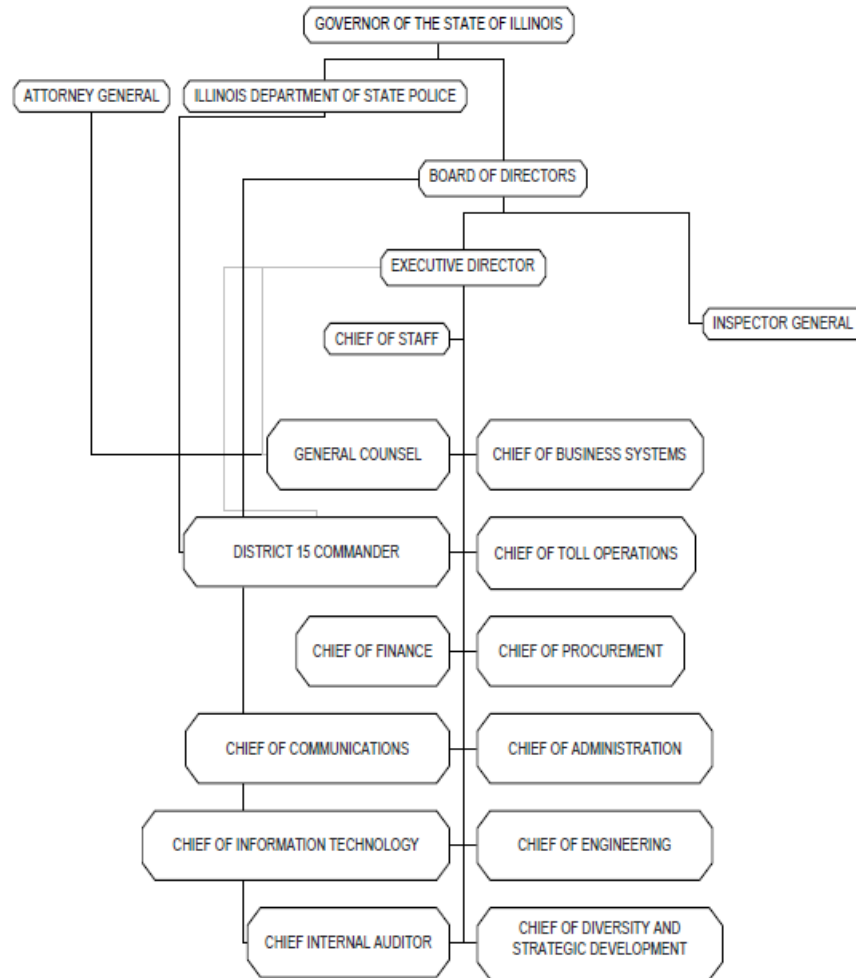 GOVERNOR OF THE STATE OF ILLINOIS
ATTORNEY GENERAL
ILLINOIS DEPARTMENT OF STATE POLICE
BOARD OF DIRECTORS
EXECUTIVE DIRECTOR
INSPECTOR GENERAL
CHIEF OF STAFF
GENERAL COUNSEL
CHIEF OF BUSINESS SYSTEMS
DISTRICT 15 COMMANDER
CHIEF OF TOLL OPERATIONS
CHIEF OF FINANCE
CHIEF OF PROCUREMENT
CHIEF OF COMMUNICATIONS
CHIEF OF ADMINISTRATION
CHIEF OF INFORMATION TECHNOLOGY
CHIEF OF ENGINEERING
CHIEF INTERNAL AUDITOR
CHIEF OF DIVERSITY AND
STRATEGIC DEVELOPMENT